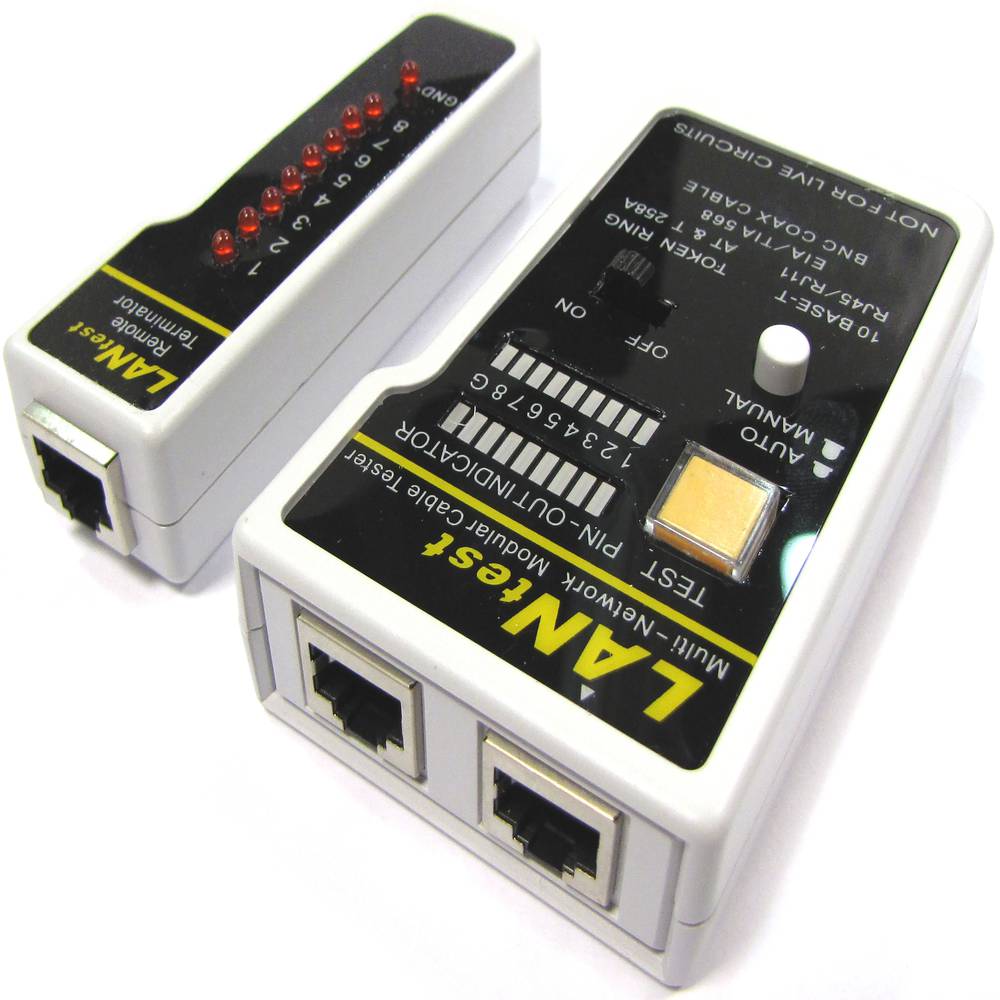 LANtest
Remote
Terminator
1 2 3 4 5 6 7 8 GND
LANtest
Multi-Network Modular Cable Tester
TEST
PIN-OUT INDICATOR
1 2 3 4 5 6 7 8 G
AUTO
MANUAL
OFF
ON
10 BASE-T
TOKEN RING
RJ45/RJ11
AT & T 258A
EIA/TIA 568
BNC COAX CABLE
NOT FOR LIVE CIRCUITS